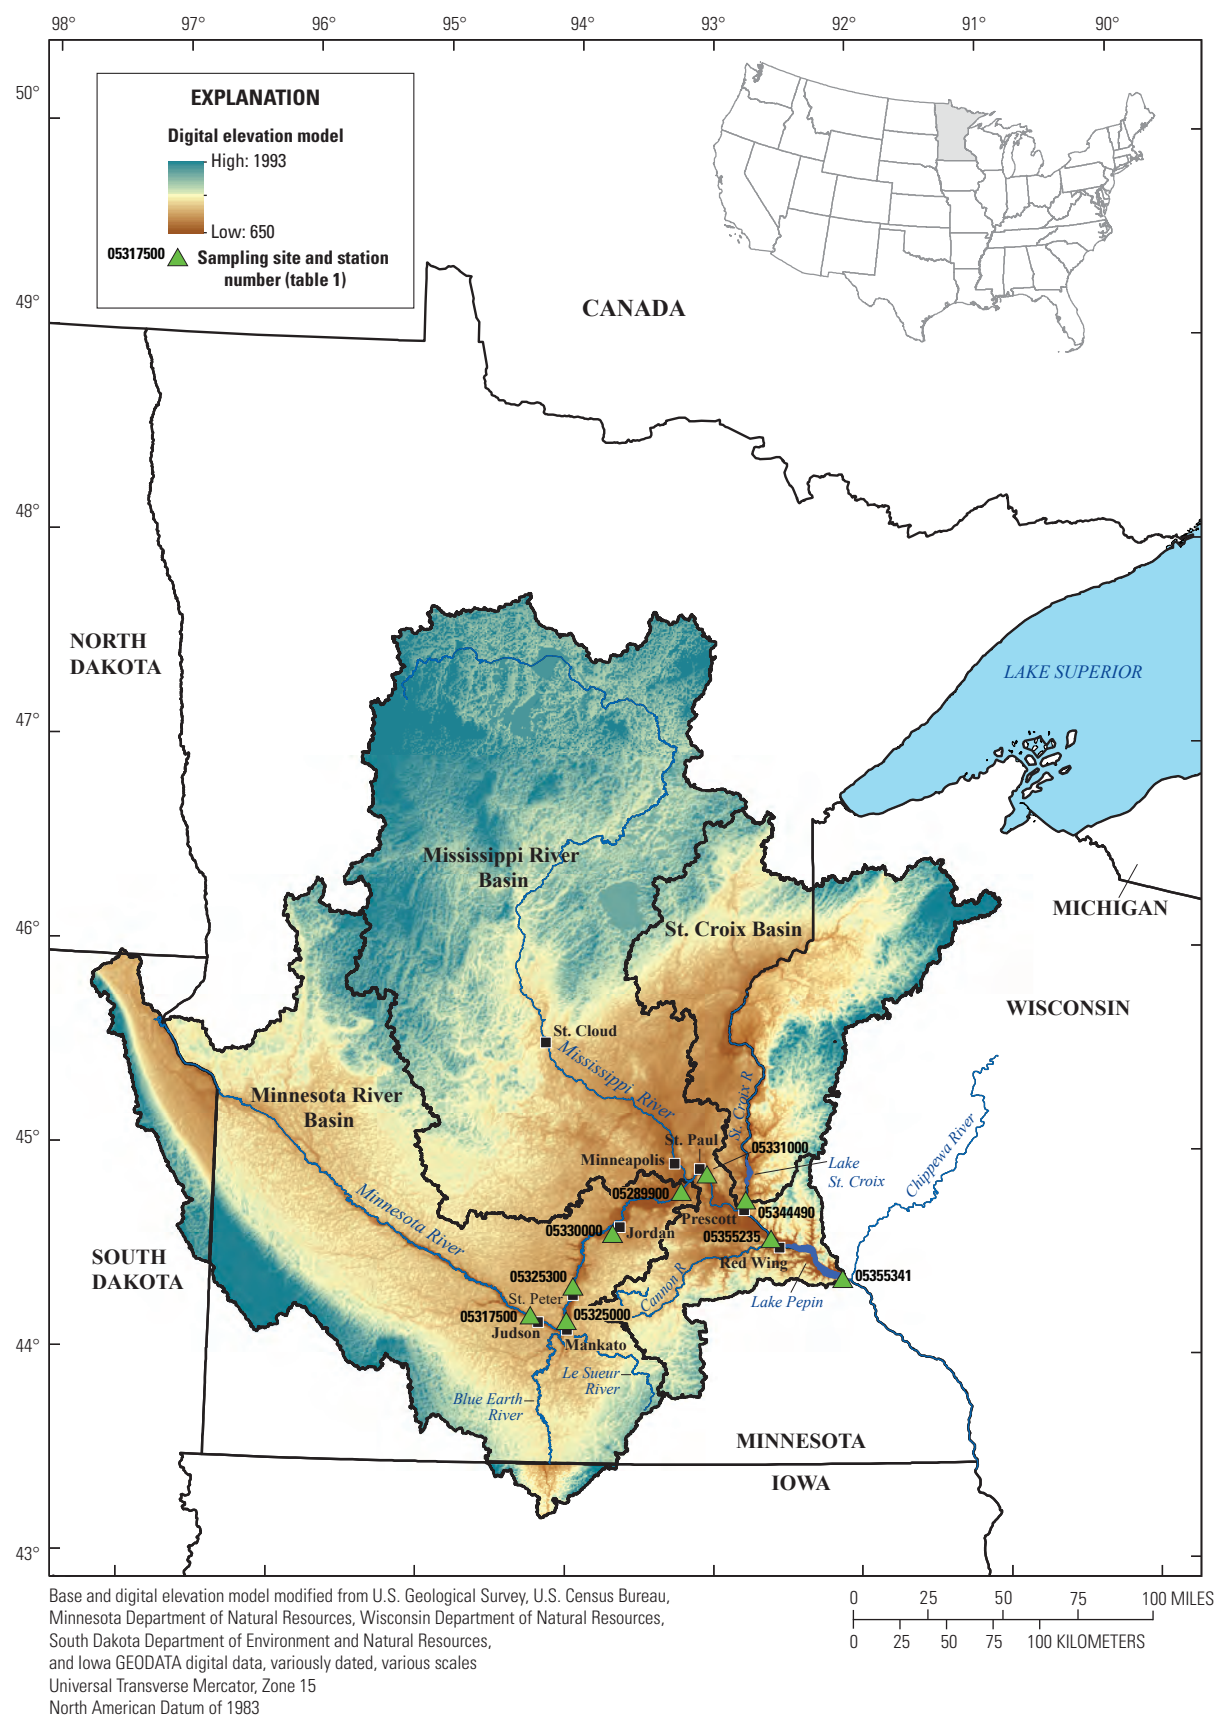 98°
97°
96°
95°
94°
93°
92°
91°
90°
50°
49°
48°
47°
46°
45°
44°
43°
EXPLANATION
Digital elevation model
High: 1993
Low: 650
05317500
Sampling site and station
number (table 1)
CANADA
NORTH
DAKOTA
LAKE SUPERIOR
Mississippi River
Basin
St. Croix Basin
MICHIGAN
WISCONSIN
St. Cloud
Mississippi River
Minnesota River
Basin
St. Croix R
Chippewa River
St. Paul
05331000
Minneapolis
Lake
St. Croix
05289900
Minnesota River
Prescott
05344490
05330000
Jordan
05355235
SOUTH
DAKOTA
Red Wing
05325300
Cannon R
05355341
St. Peter
Lake Pepin
05317500
05325000
Judson
Mankato
Le Sueur
River
Blue Earth
River
MINNESOTA
IOWA
Base and digital elevation model modified from U.S. Geological Survey, U.S. Census Bureau,
Minnesota Department of Natural Resources, Wisconsin Department of Natural Resources,
South Dakota Department of Environment and Natural Resources,
and Iowa GEODATA digital data, variously dated, various scales
Universal Transverse Mercator, Zone 15
North American Datum of 1983
0 25 50 75 100 MILES
0 25 50 75 100 KILOMETERS